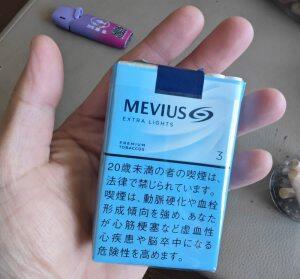 MEVIUS
EXTRA LIGHTS
PREMIUM
TOBACCOS
3
20歳未満の者の喫煙は、
法律で禁じられています。
喫煙は、動脈硬化や血栓
形成傾向を強め、あなた
が心筋梗塞など虚血性
心疾患や脳卒中になる
危険性を高めます。